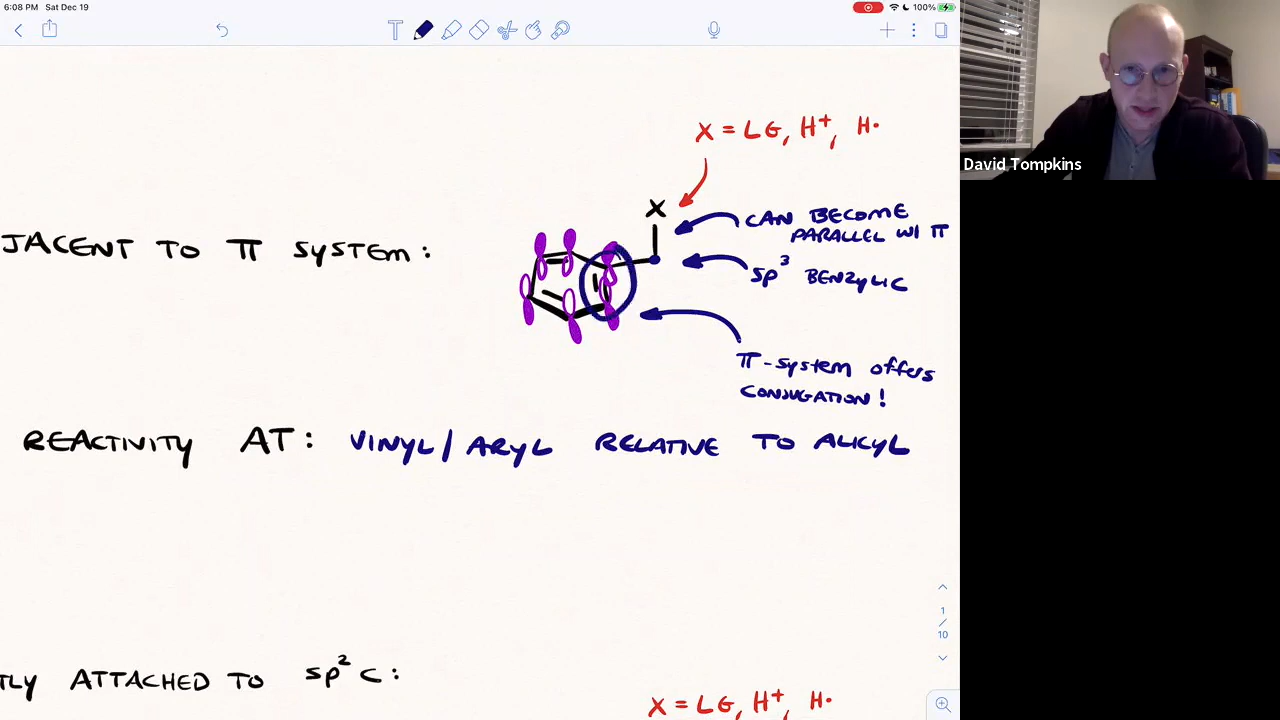 6:08 PM Sat Dec 19
100%
T
David Tompkins
X = LG, H+, H·
X
CAN BECOME
PARALLEL W/ π
JACENT TO π SYSTEM:
sp³ BENZYLIC
π-SYSTEM OFFERS
CONJUGATION!
REACTIVITY AT: VINYL/ARYL RELATIVE TO ALKYL
1
/
10
TLY ATTACHED TO sp² C:
X = LG, H+, H·